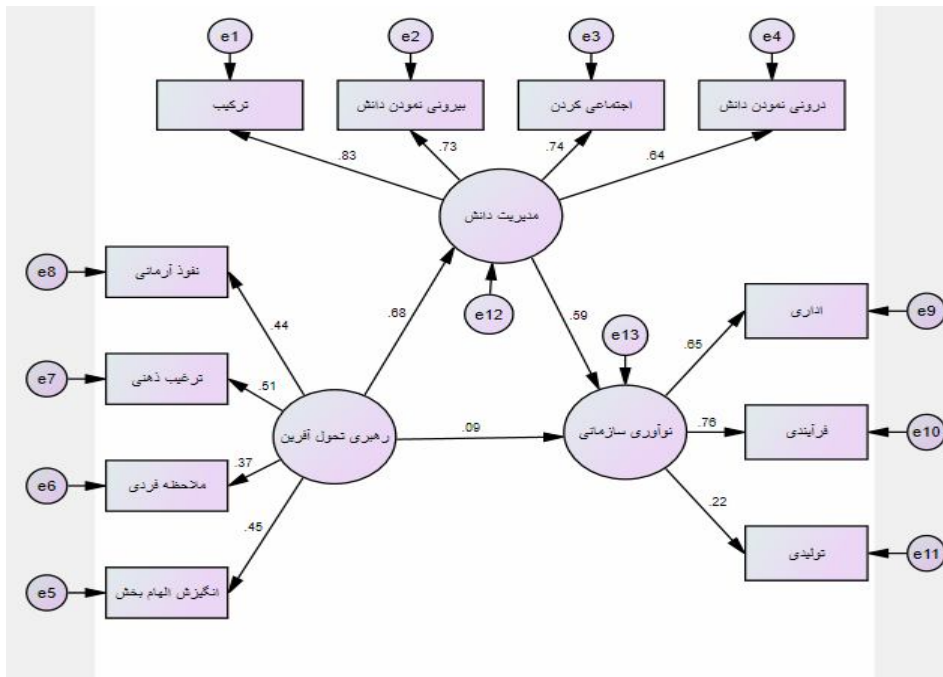 e1
e2
e3
e4
ترکیب
بیرونی نمودن دانش
اجتماعی کردن
درونی نمودن دانش
.83
.73
.74
.64
مدیریت دانش
e8
نفوذ آرمانی
e12
.44
.68
.59
e13
اداری
e9
.65
e7
ترغیب ذهنی
.51
رهبری تحول آفرین
.09
نوآوری سازمانی
.76
فرآیندی
e10
e6
ملاحظه فردی
.37
.45
.22
تولیدی
e11
e5
انگیزش الهام بخش